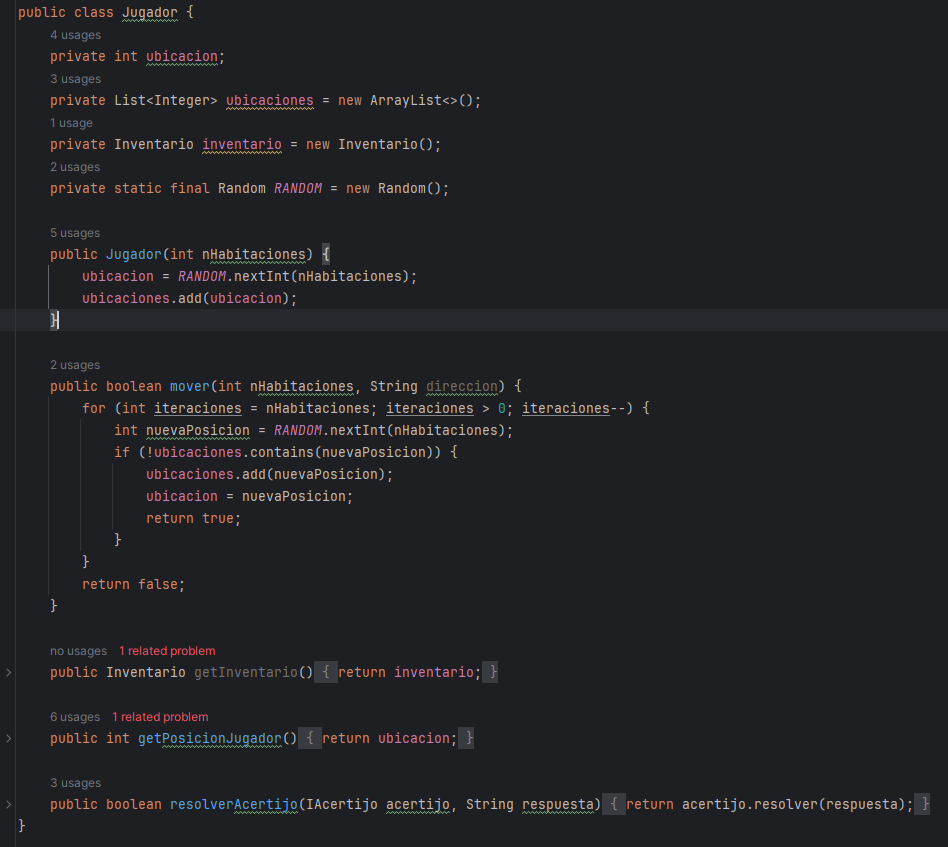 public class Jugador {
4 usages
private int ubicacion;
3 usages
private List<Integer> ubicaciones = new ArrayList<>();
1 usage
private Inventario inventario = new Inventario();
2 usages
private static final Random RANDOM = new Random();
5 usages
public Jugador(int nHabitaciones) {
ubicacion = RANDOM.nextInt(nHabitaciones);
ubicaciones.add(ubicacion);
}
2 usages
public boolean mover(int nHabitaciones, String direccion) {
for (int iteraciones = nHabitaciones; iteraciones > 0; iteraciones--) {
int nuevaPosicion = RANDOM.nextInt(nHabitaciones);
if (!ubicaciones.contains(nuevaPosicion)) {
ubicaciones.add(nuevaPosicion);
ubicacion = nuevaPosicion;
return true;
}
}
return false;
}
no usages 1 related problem
public Inventario getInventario() { return inventario; }
6 usages 1 related problem
public int getPosicionJugador() { return ubicacion; }
3 usages
public boolean resolverAcertijo(IAcertijo acertijo, String respuesta) { return acertijo.resolver(respuesta); }
}